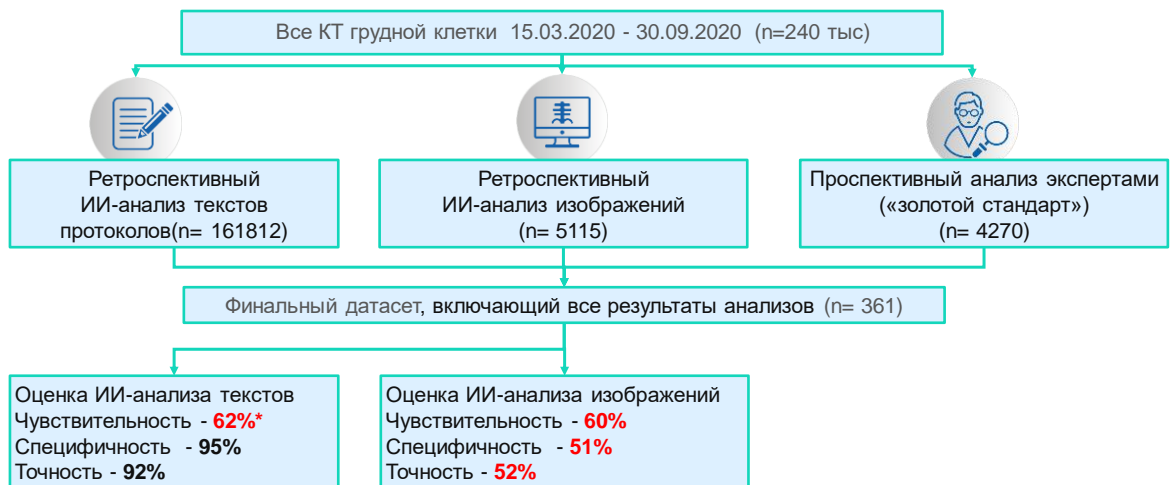 Все КТ грудной клетки 15.03.2020 - 30.09.2020 (n=240 тыс)
Ретроспективный
ИИ-анализ текстов
протоколов(n= 161812)
Ретроспективный
ИИ-анализ изображений
(n= 5115)
Проспективный анализ экспертами
(«золотой стандарт»)
(n= 4270)
Финальный датасет, включающий все результаты анализов (n= 361)
Оценка ИИ-анализа текстов
Чувствительность - 62%*
Специфичность - 95%
Точность - 92%
Оценка ИИ-анализа изображений
Чувствительность - 60%
Специфичность - 51%
Точность - 52%